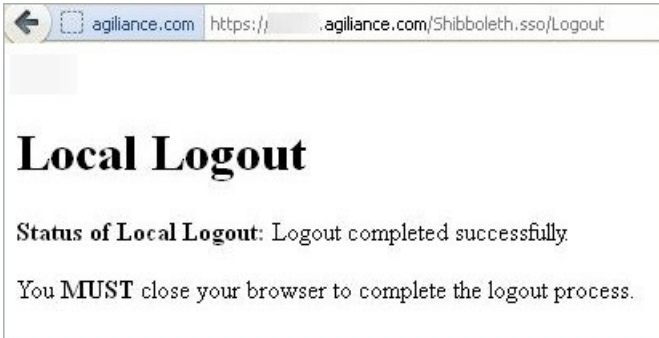 agiliance.com https:// .agiliance.com/Shibboleth.sso/Logout
Local Logout
Status of Local Logout: Logout completed successfully.
You MUST close your browser to complete the logout process.